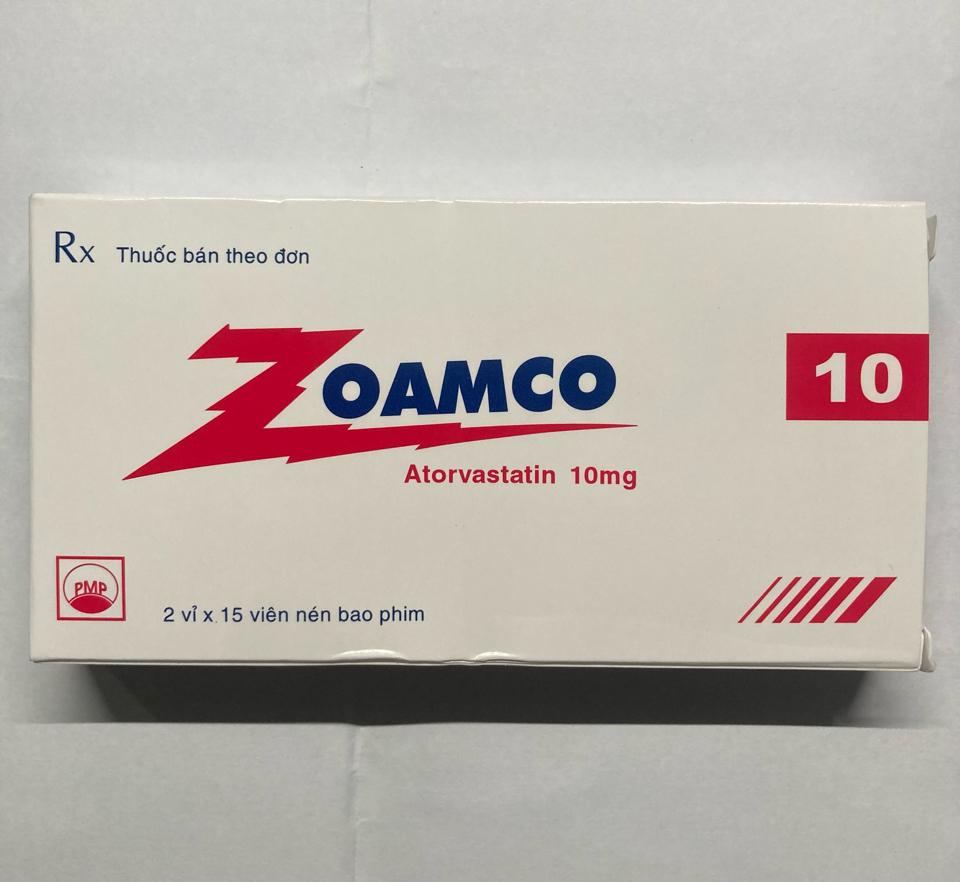 Rx Thuốc bán theo đơn
ZOAMCO
10
Atorvastatin 10mg
PMP
2 vỉ x 15 viên nén bao phim